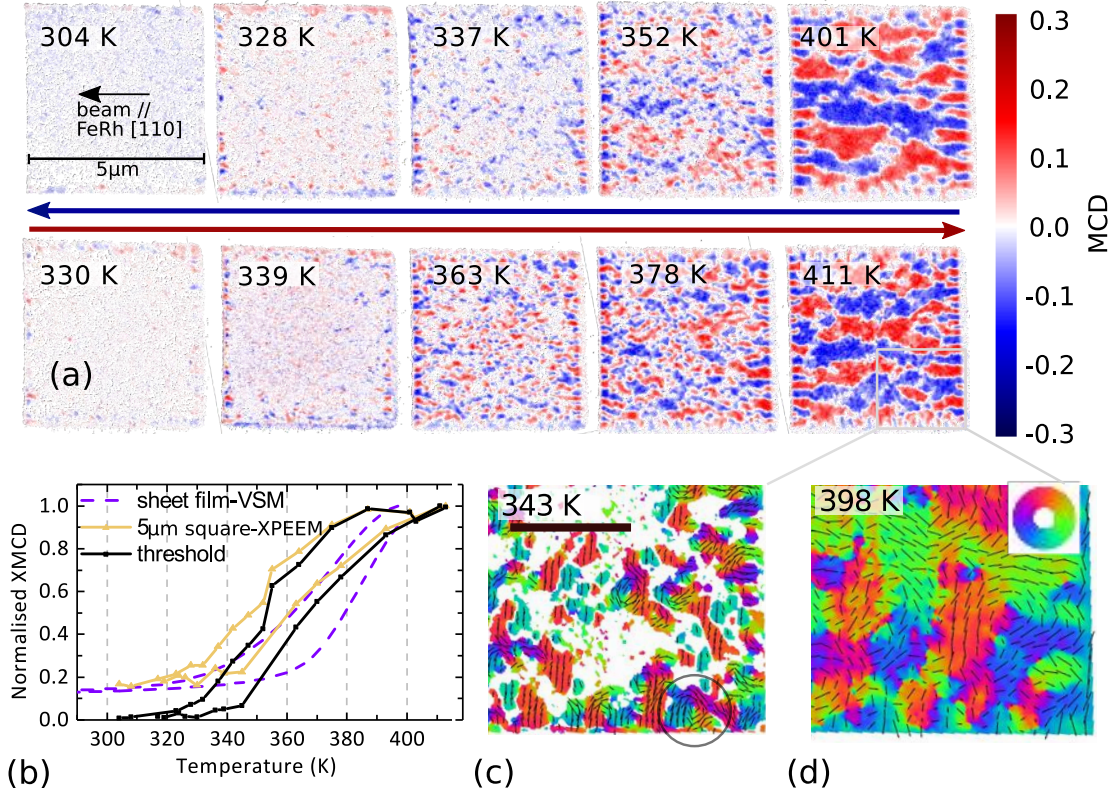 304 K
328 K
337 K
352 K
401 K
beam //
FeRh [110]
5μm
0.3
0.2
0.1
0.0
-0.1
-0.2
-0.3
MCD
330 K
339 K
363 K
378 K
411 K
(a)
sheet film-VSM
5μm square-XPEEM
threshold
1.0
0.8
0.6
0.4
0.2
0.0
Normalised XMCD
300
320
340
360
380
400
Temperature (K)
(b)
343 K
(c)
398 K
(d)